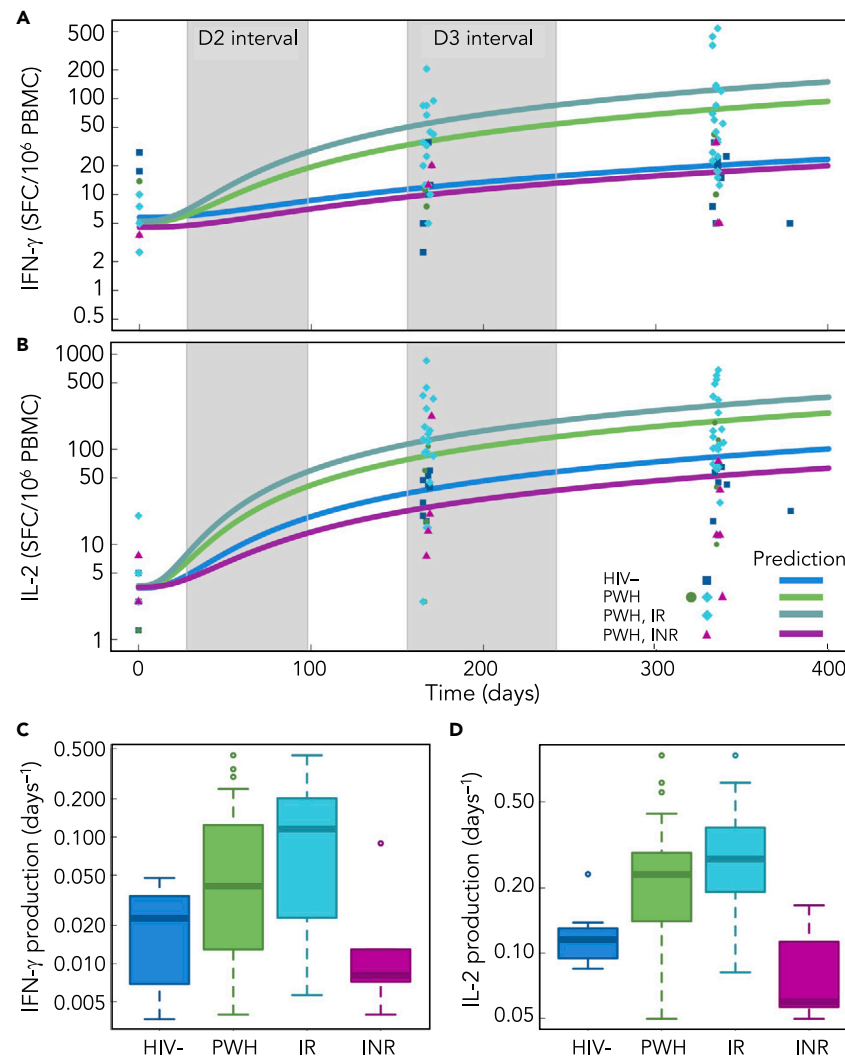 A
D2 interval
D3 interval
500
200
100
50
20
10
5
2
1
0.5
IFN-γ (SFC/10⁶ PBMC)
B
1000
500
100
50
10
5
1
IL-2 (SFC/10⁶ PBMC)
Prediction
HIV–
PWH
PWH, IR
PWH, INR
0 100 200 300 400
Time (days)
C
0.500
0.200
0.100
0.050
0.020
0.010
0.005
IFN-γ production (days⁻¹)
HIV- PWH IR INR
D
0.50
0.20
0.10
0.05
IL-2 production (days⁻¹)
HIV- PWH IR INR